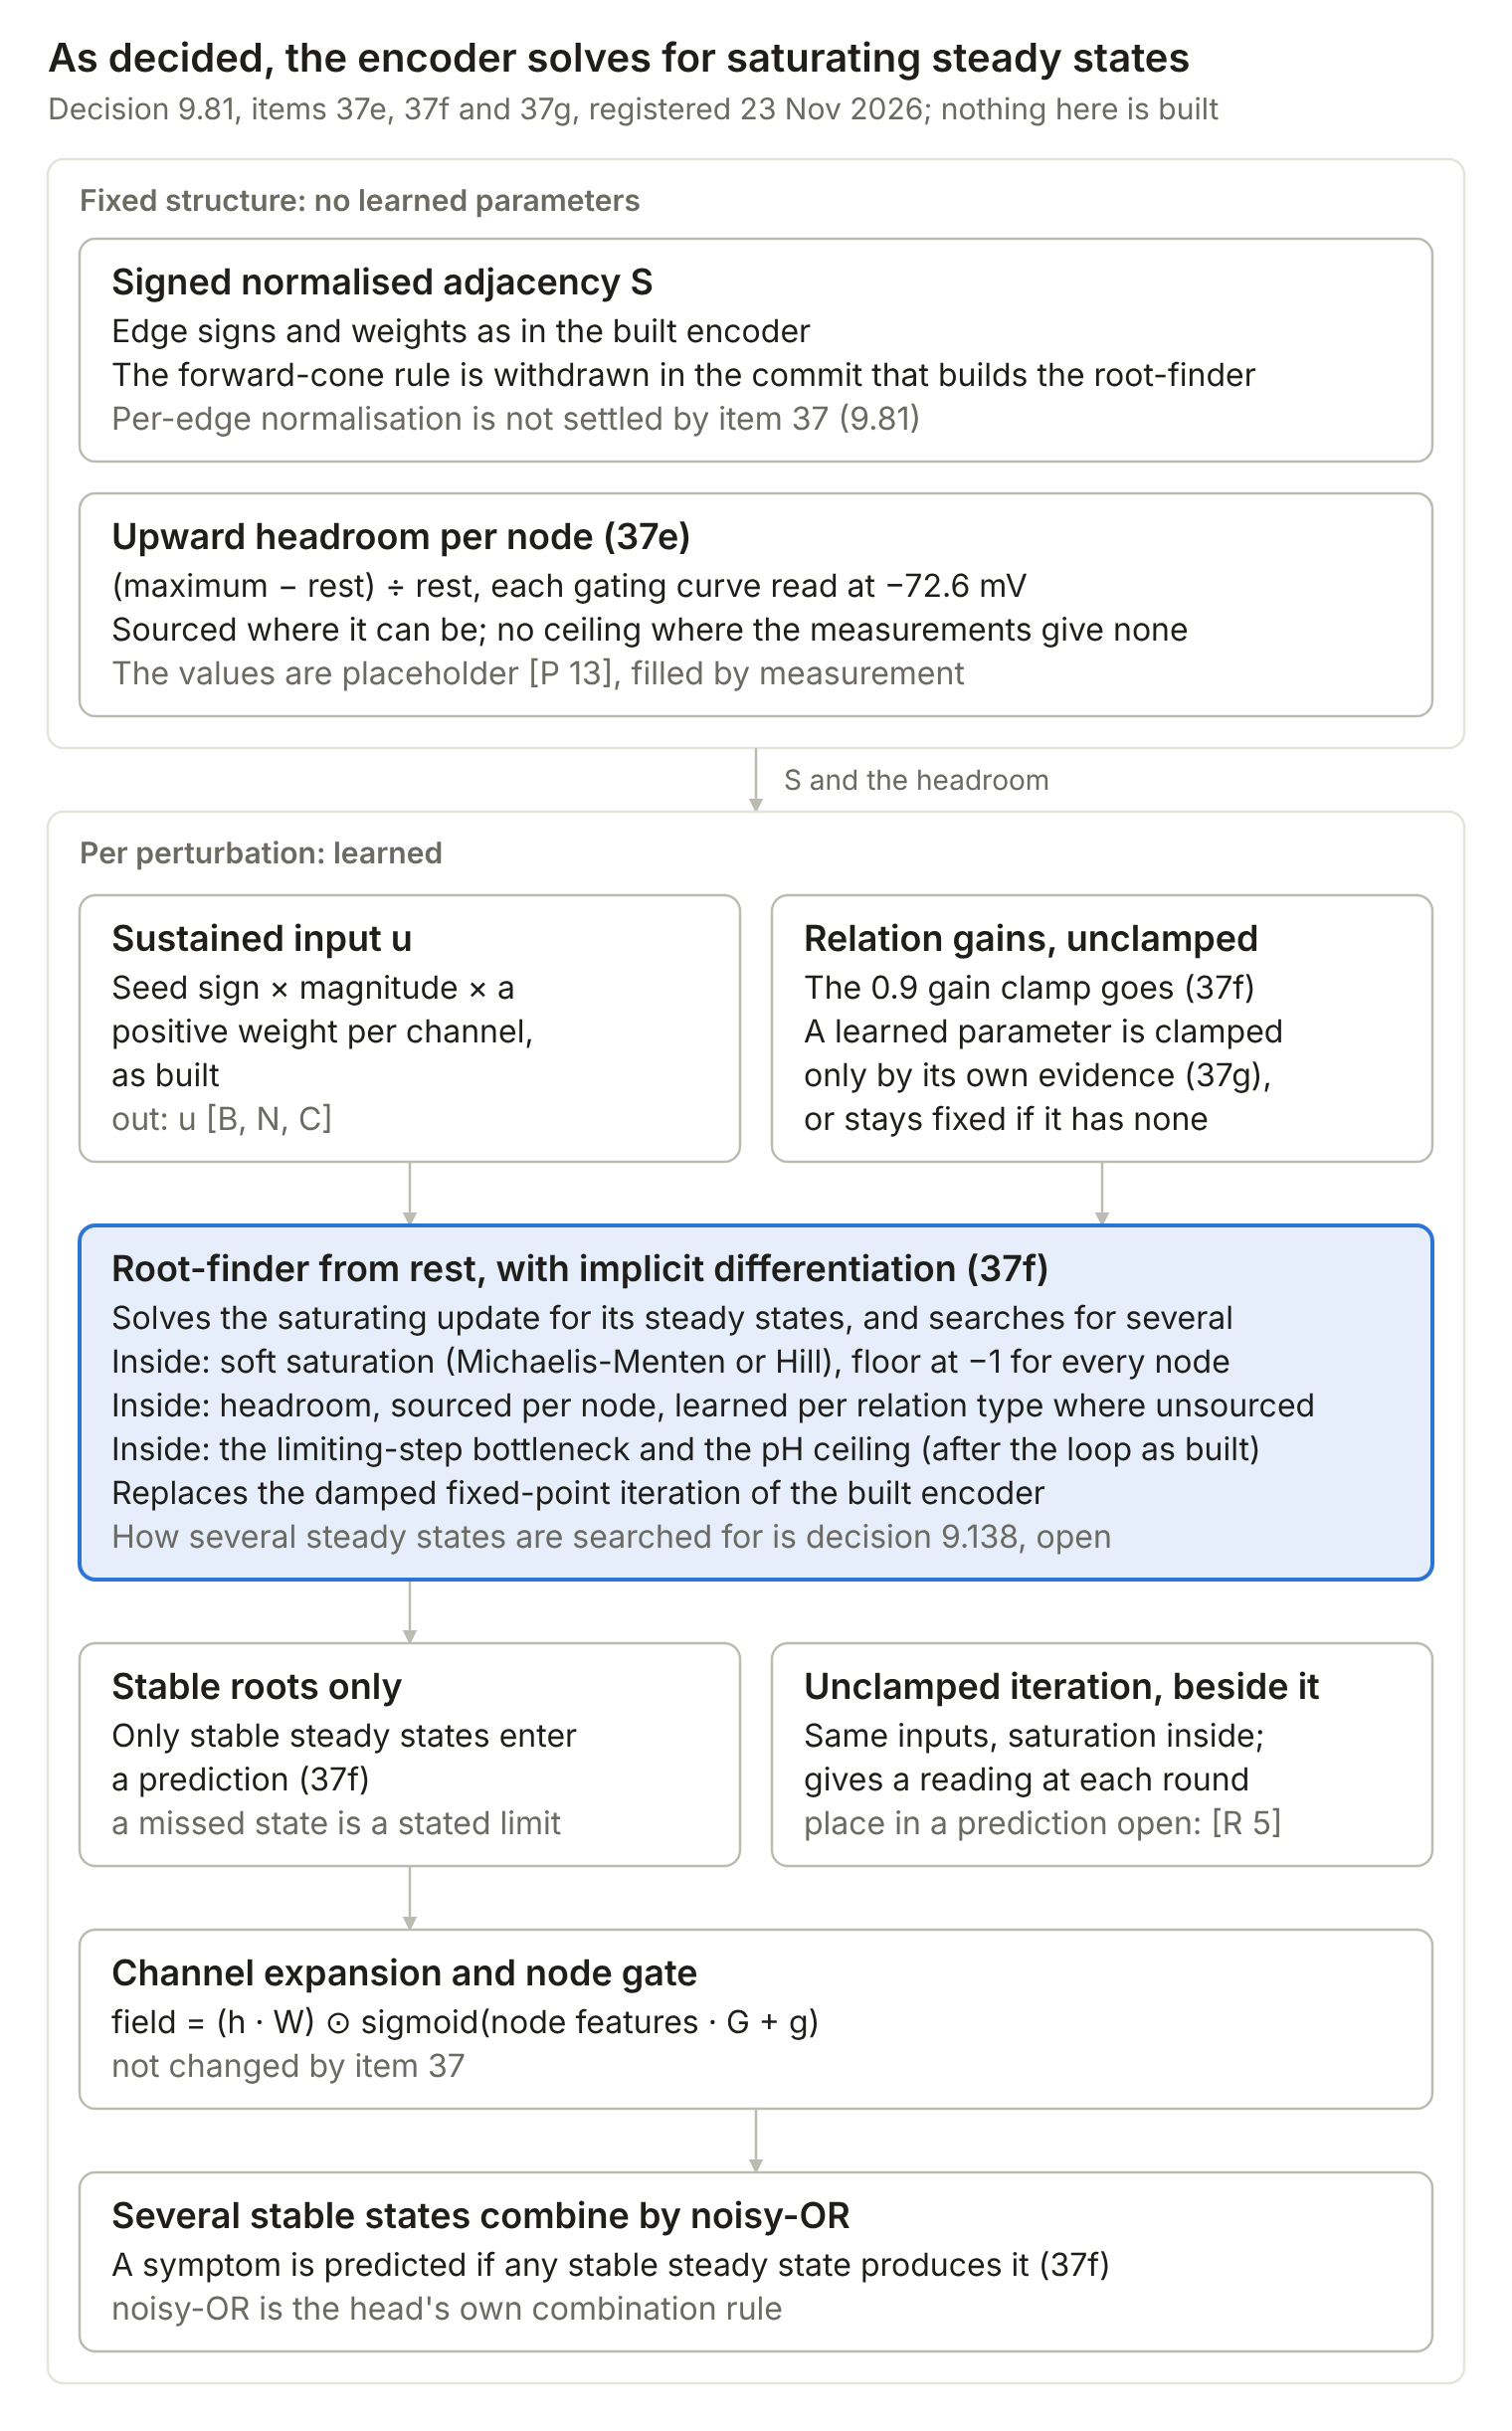 As decided, the encoder solves for saturating steady states
Decision 9.81, items 37e, 37f and 37g, registered 23 Nov 2026; nothing here is built
Fixed structure: no learned parameters
Signed normalised adjacency S
Edge signs and weights as in the built encoder
The forward-cone rule is withdrawn in the commit that builds the root-finder
Per-edge normalisation is not settled by item 37 (9.81)
Upward headroom per node (37e)
(maximum − rest) ÷ rest, each gating curve read at −72.6 mV
Sourced where it can be; no ceiling where the measurements give none
The values are placeholder [P 13], filled by measurement
S and the headroom
Per perturbation: learned
Sustained input u
Seed sign × magnitude × a
positive weight per channel,
as built
out: u [B, N, C]
Relation gains, unclamped
The 0.9 gain clamp goes (37f)
A learned parameter is clamped
only by its own evidence (37g),
or stays fixed if it has none
Root-finder from rest, with implicit differentiation (37f)
Solves the saturating update for its steady states, and searches for several
Inside: soft saturation (Michaelis-Menten or Hill), floor at −1 for every node
Inside: headroom, sourced per node, learned per relation type where unsourced
Inside: the limiting-step bottleneck and the pH ceiling (after the loop as built)
Replaces the damped fixed-point iteration of the built encoder
How several steady states are searched for is decision 9.138, open
Stable roots only
Only stable steady states enter
a prediction (37f)
a missed state is a stated limit
Unclamped iteration, beside it
Same inputs, saturation inside;
gives a reading at each round
place in a prediction open: [R 5]
Channel expansion and node gate
field = (h · W) ⊙ sigmoid(node features · G + g)
not changed by item 37
Several stable states combine by noisy-OR
A symptom is predicted if any stable steady state produces it (37f)
noisy-OR is the head's own combination rule